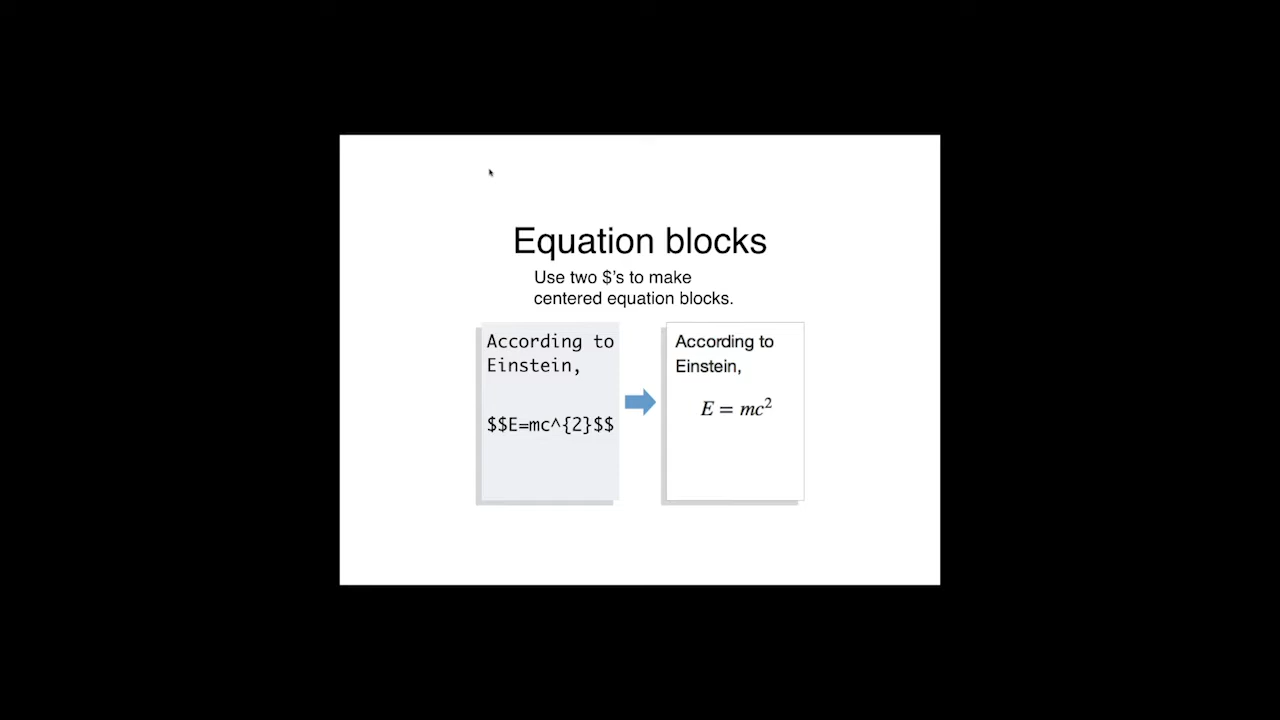 Equation blocks
Use two $'s to make
centered equation blocks.
According to
Einstein,
$$E=mc^{2}$$
According to
Einstein,
E = mc²